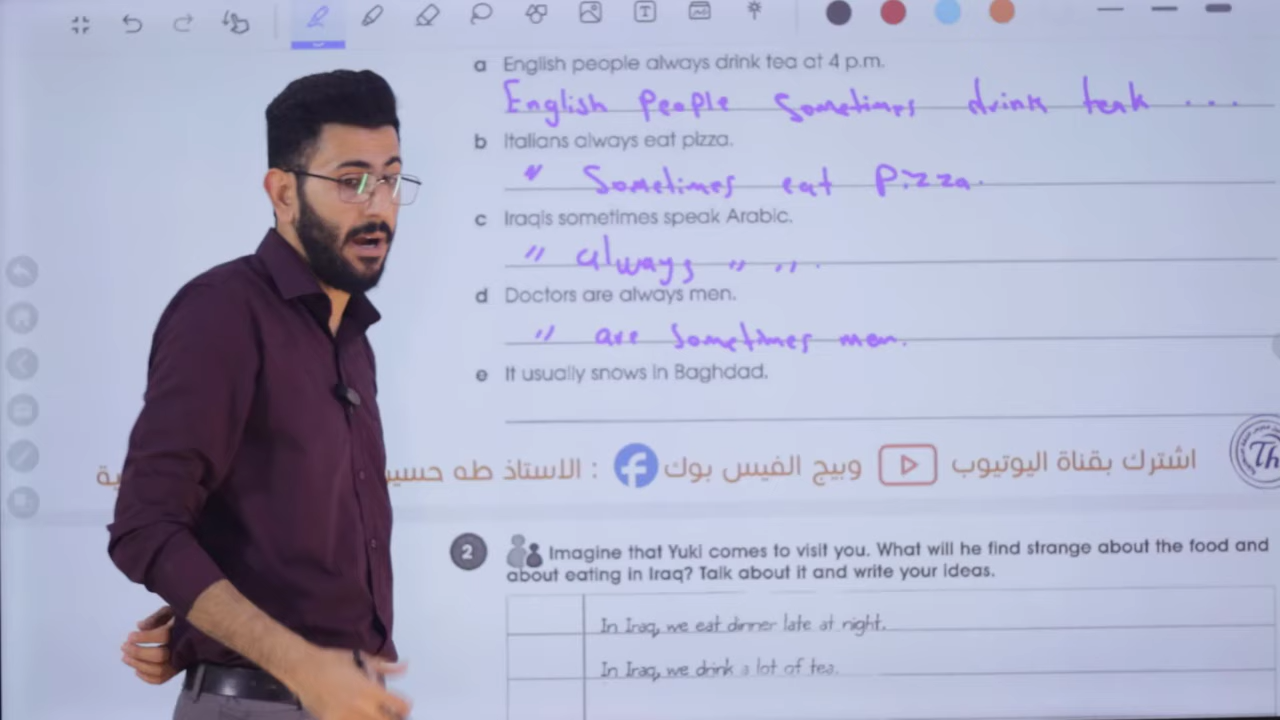 a English people always drink tea at 4 p.m.
English People Sometimes drink teak ...
b Italians always eat pizza.
" Sometimes eat Pizza.
c Iraqis sometimes speak Arabic.
" always " ".
d Doctors are always men.
" are Sometimes men.
e It usually snows in Baghdad.
اشترك بقناة اليوتيوب وبيج الفيس بوك : الاستاذ طه
Th
2 Imagine that Yuki comes to visit you. What will he find strange about the food and
about eating in Iraq? Talk about it and write your ideas.
In Iraq, we eat dinner late at night.
In Iraq, we drink a lot of tea.